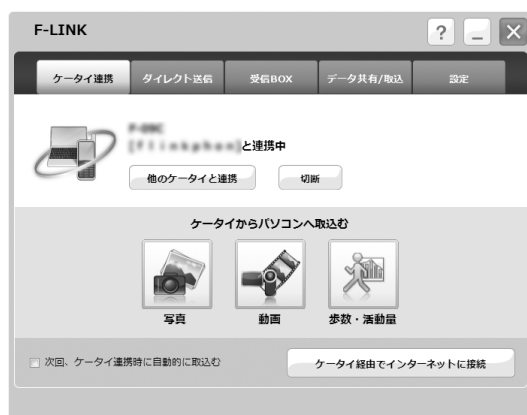 F-LINK
?
ケータイ連携 ダイレクト送信 受信BOX データ共有/取込 設定
と連携中
他のケータイと連携 切断
ケータイからパソコンへ取込む
写真 動画 歩数・活動量
次回、ケータイ連携時に自動的に取込む
ケータイ経由でインターネットに接続